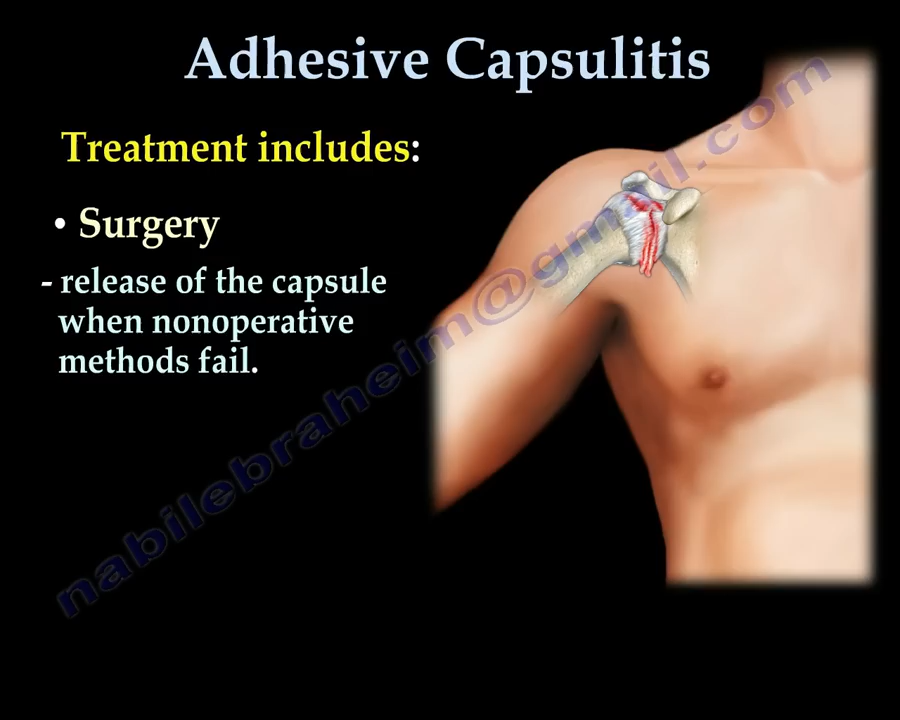 Adhesive Capsulitis
Treatment includes:
• Surgery
- release of the capsule
when nonoperative
methods fail.
nabilebraheim@gmail.com